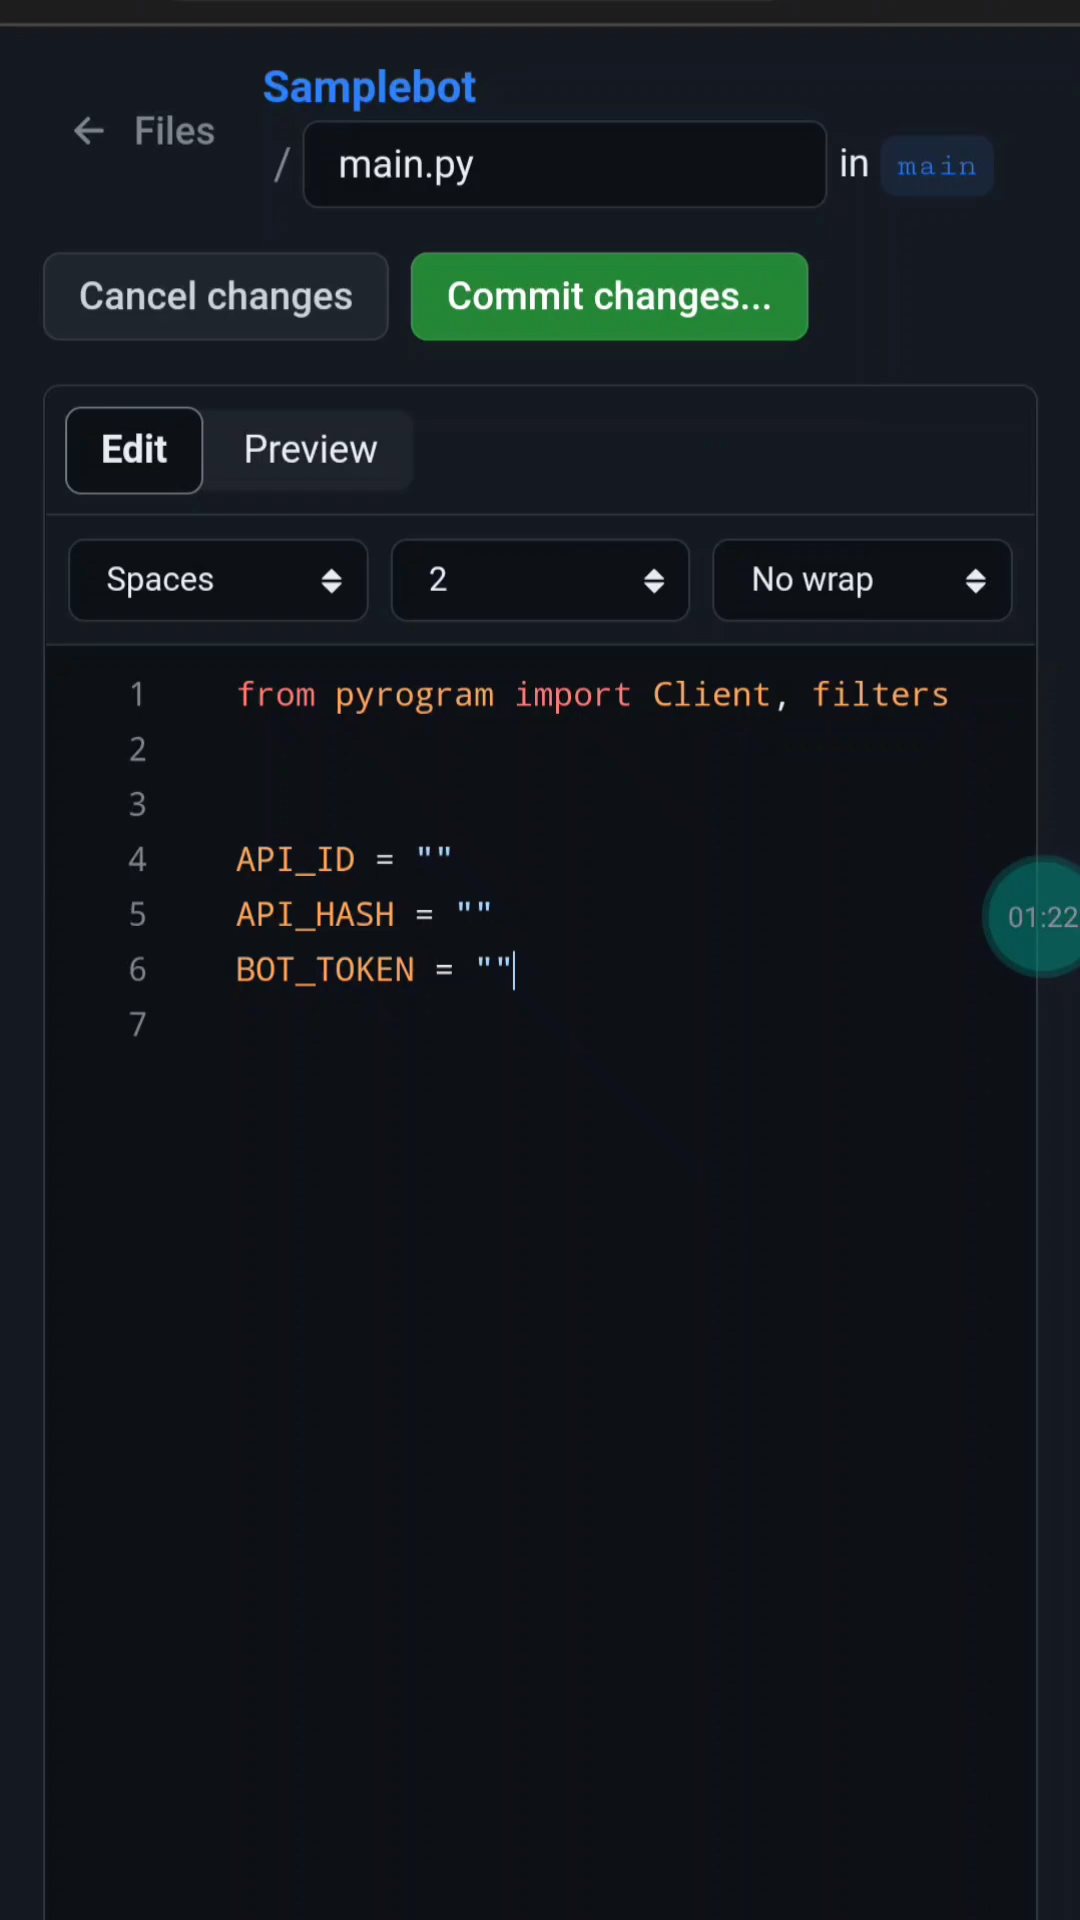 Samplebot
← Files
/ main.py in main
Cancel changes
Commit changes...
Edit Preview
Spaces 2 No wrap
1 from pyrogram import Client, filters
2
3
4 API_ID = ""
5 API_HASH = ""
6 BOT_TOKEN = ""
7
01:22